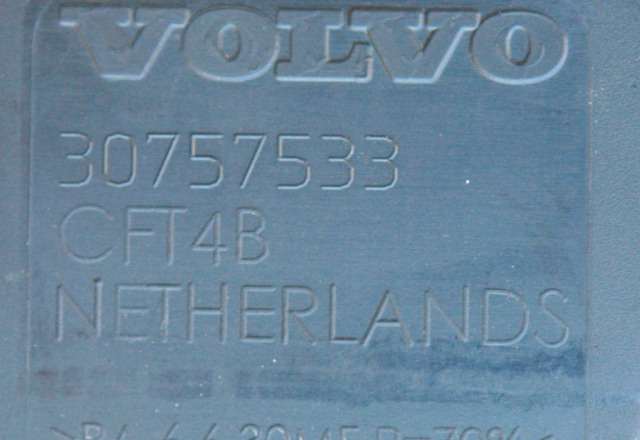 VOLVO
30757533
CFT4B
NETHERLANDS